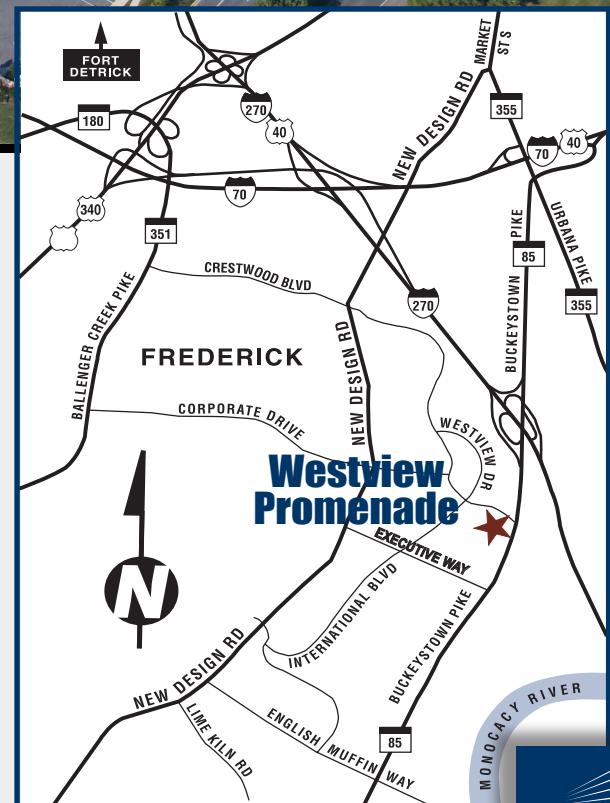 FORT
DETRICK
MARKET
ST S
270
40
180
355
NEW DESIGN RD
70
40
340
70
351
BUCKEYSTOWN PIKE
85
URBANA PIKE
CRESTWOOD BLVD
270
355
BALLENGER CREEK PIKE
FREDERICK
NEW DESIGN RD
CORPORATE DRIVE
WESTVIEW DR
Westview
Promenade
EXECUTIVE WAY
N
INTERNATIONAL BLVD
BUCKEYSTOWN PIKE
NEW DESIGN RD
LIME KILN RD
ENGLISH MUFFIN WAY
85
MONOCACY RIVER